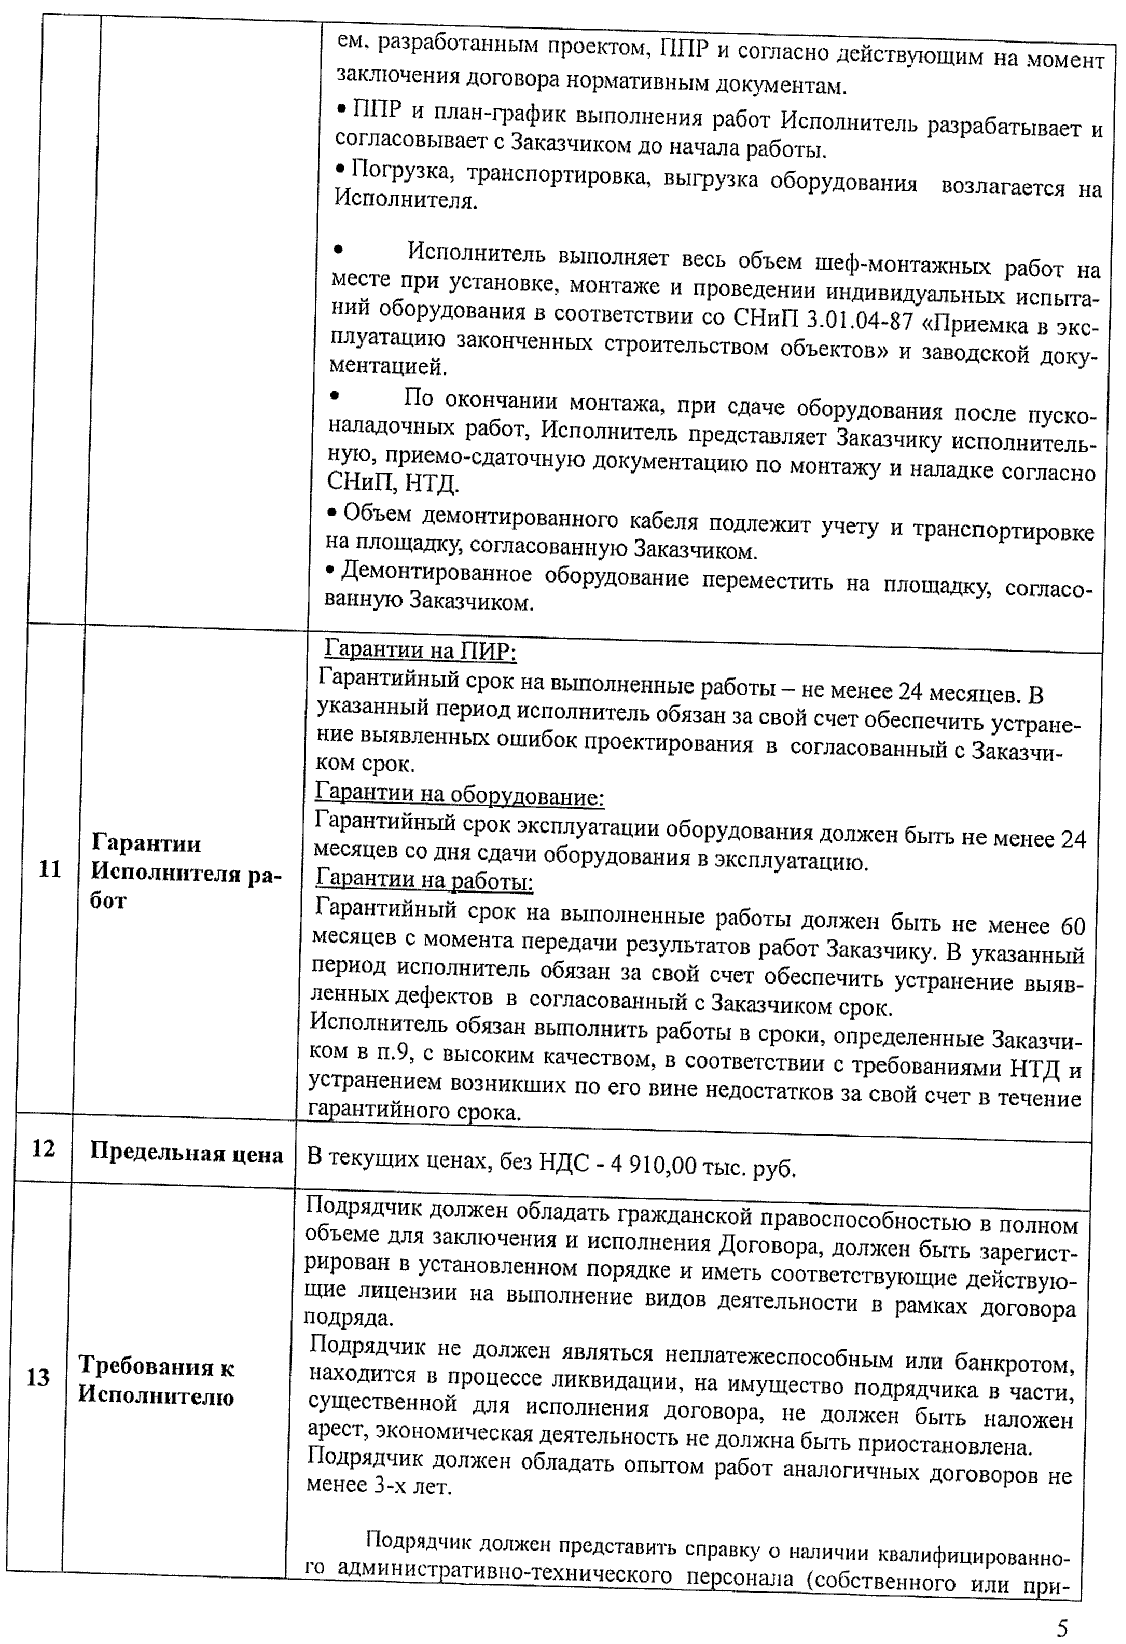 ем. разработанным проектом, ППР и согласно действующим на момент
заключения договора нормативным документам.
• ППР и план-график выполнения работ Исполнитель разрабатывает и
согласовывает с Заказчиком до начала работы.
• Погрузка, транспортировка, выгрузка оборудования возлагается на
Исполнителя.
• Исполнитель выполняет весь объем шеф-монтажных работ на
месте при установке, монтаже и проведении индивидуальных испыта-
ний оборудования в соответствии со СНиП 3.01.04-87 «Приемка в экс-
плуатацию законченных строительством объектов» и заводской доку-
ментацией.
• По окончании монтажа, при сдаче оборудования после пуско-
наладочных работ, Исполнитель представляет Заказчику исполнитель-
ную, приемо-сдаточную документацию по монтажу и наладке согласно
СНиП, НТД.
• Объем демонтированного кабеля подлежит учету и транспортировке
на площадку, согласованную Заказчиком.
• Демонтированное оборудование переместить на площадку, согласо-
ванную Заказчиком.
11
Гарантии
Исполнителя ра-
бот
Гарантии на ПИР:
Гарантийный срок на выполненные работы – не менее 24 месяцев. В
указанный период исполнитель обязан за свой счет обеспечить устране-
ние выявленных ошибок проектирования в согласованный с Заказчи-
ком срок.
Гарантии на оборудование:
Гарантийный срок эксплуатации оборудования должен быть не менее 24
месяцев со дня сдачи оборудования в эксплуатацию.
Гарантии на работы:
Гарантийный срок на выполненные работы должен быть не менее 60
месяцев с момента передачи результатов работ Заказчику. В указанный
период исполнитель обязан за свой счет обеспечить устранение выяв-
ленных дефектов в согласованный с Заказчиком срок.
Исполнитель обязан выполнить работы в сроки, определенные Заказчи-
ком в п.9, с высоким качеством, в соответствии с требованиями НТД и
устранением возникших по его вине недостатков за свой счет в течение
гарантийного срока.
12
Предельная цена
В текущих ценах, без НДС - 4 910,00 тыс. руб.
13
Требования к
Исполнителю
Подрядчик должен обладать гражданской правоспособностью в полном
объеме для заключения и исполнения Договора, должен быть зарегист-
рирован в установленном порядке и иметь соответствующие действую-
щие лицензии на выполнение видов деятельности в рамках договора
подряда.
Подрядчик не должен являться неплатежеспособным или банкротом,
находится в процессе ликвидации, на имущество подрядчика в части,
существенной для исполнения договора, не должен быть наложен
арест, экономическая деятельность не должна быть приостановлена.
Подрядчик должен обладать опытом работ аналогичных договоров не
менее 3-х лет.
Подрядчик должен представить справку о наличии квалифицированно-
го административно-технического персонала (собственного или при-
5